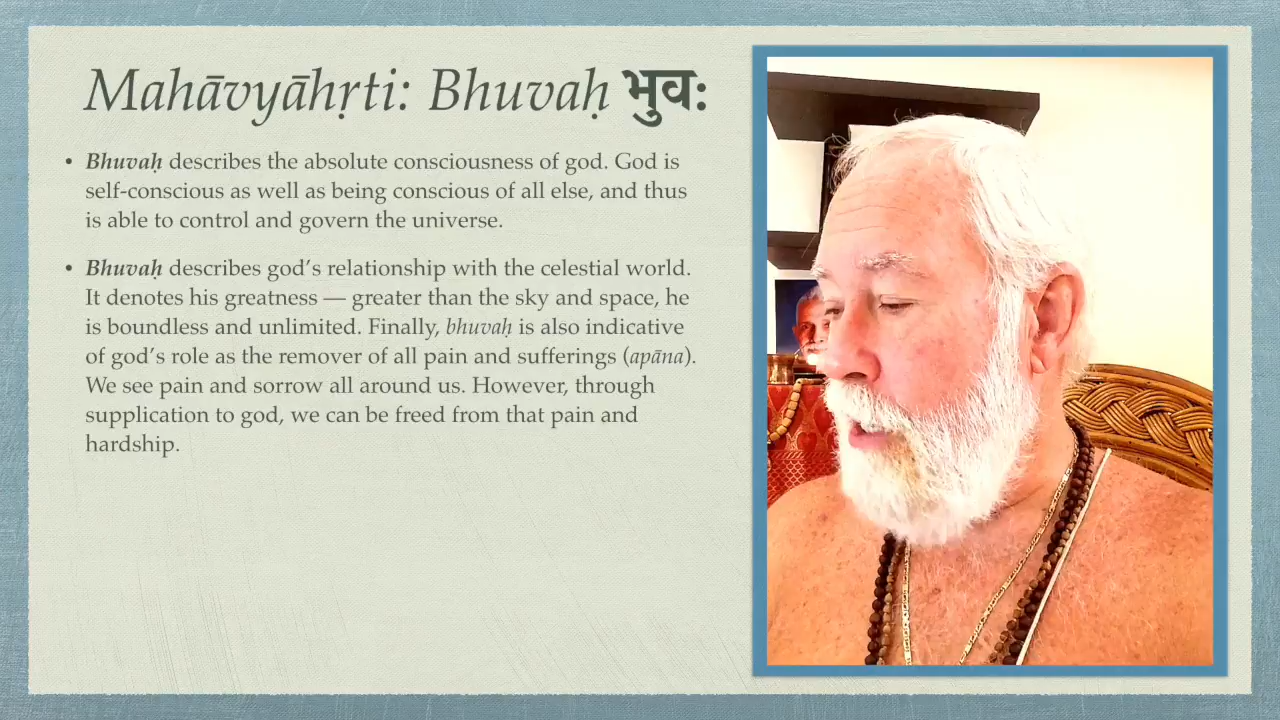 Mahāvyāhṛti: Bhuvaḥ भुवः
• Bhuvaḥ describes the absolute consciousness of god. God is
self-conscious as well as being conscious of all else, and thus
is able to control and govern the universe.
• Bhuvaḥ describes god’s relationship with the celestial world.
It denotes his greatness — greater than the sky and space, he
is boundless and unlimited. Finally, bhuvaḥ is also indicative
of god’s role as the remover of all pain and sufferings (apāna).
We see pain and sorrow all around us. However, through
supplication to god, we can be freed from that pain and
hardship.